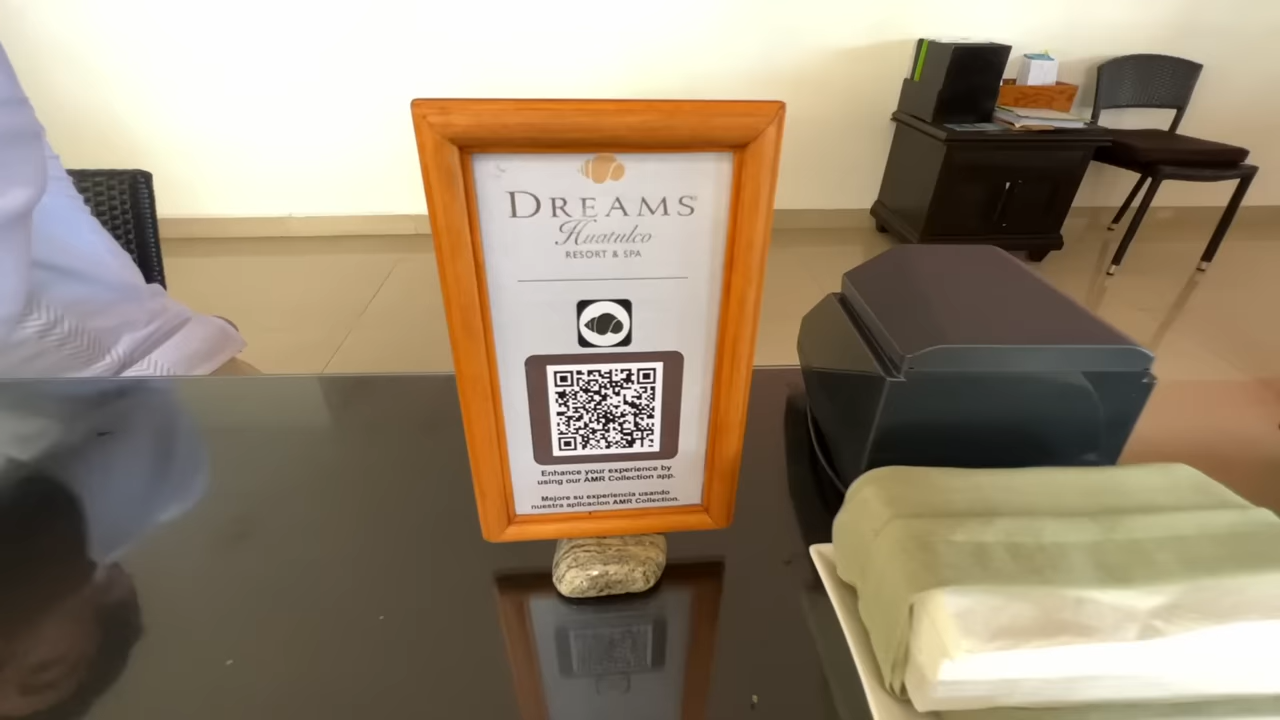 DREAMS®
Huatulco
RESORT & SPA
Enhance your experience by
using our AMR Collection app.
Mejore su experiencia usando
nuestra aplicacion AMR Collection.